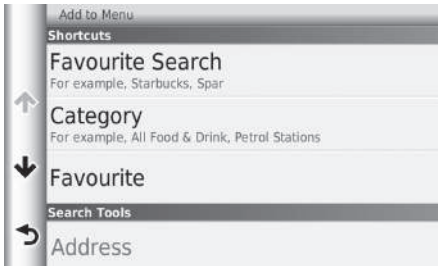 Add to Menu
Shortcuts
Favourite Search
For example, Starbucks, Spar
Category
For example, All Food & Drink, Petrol Stations
Favourite
Search Tools
Address